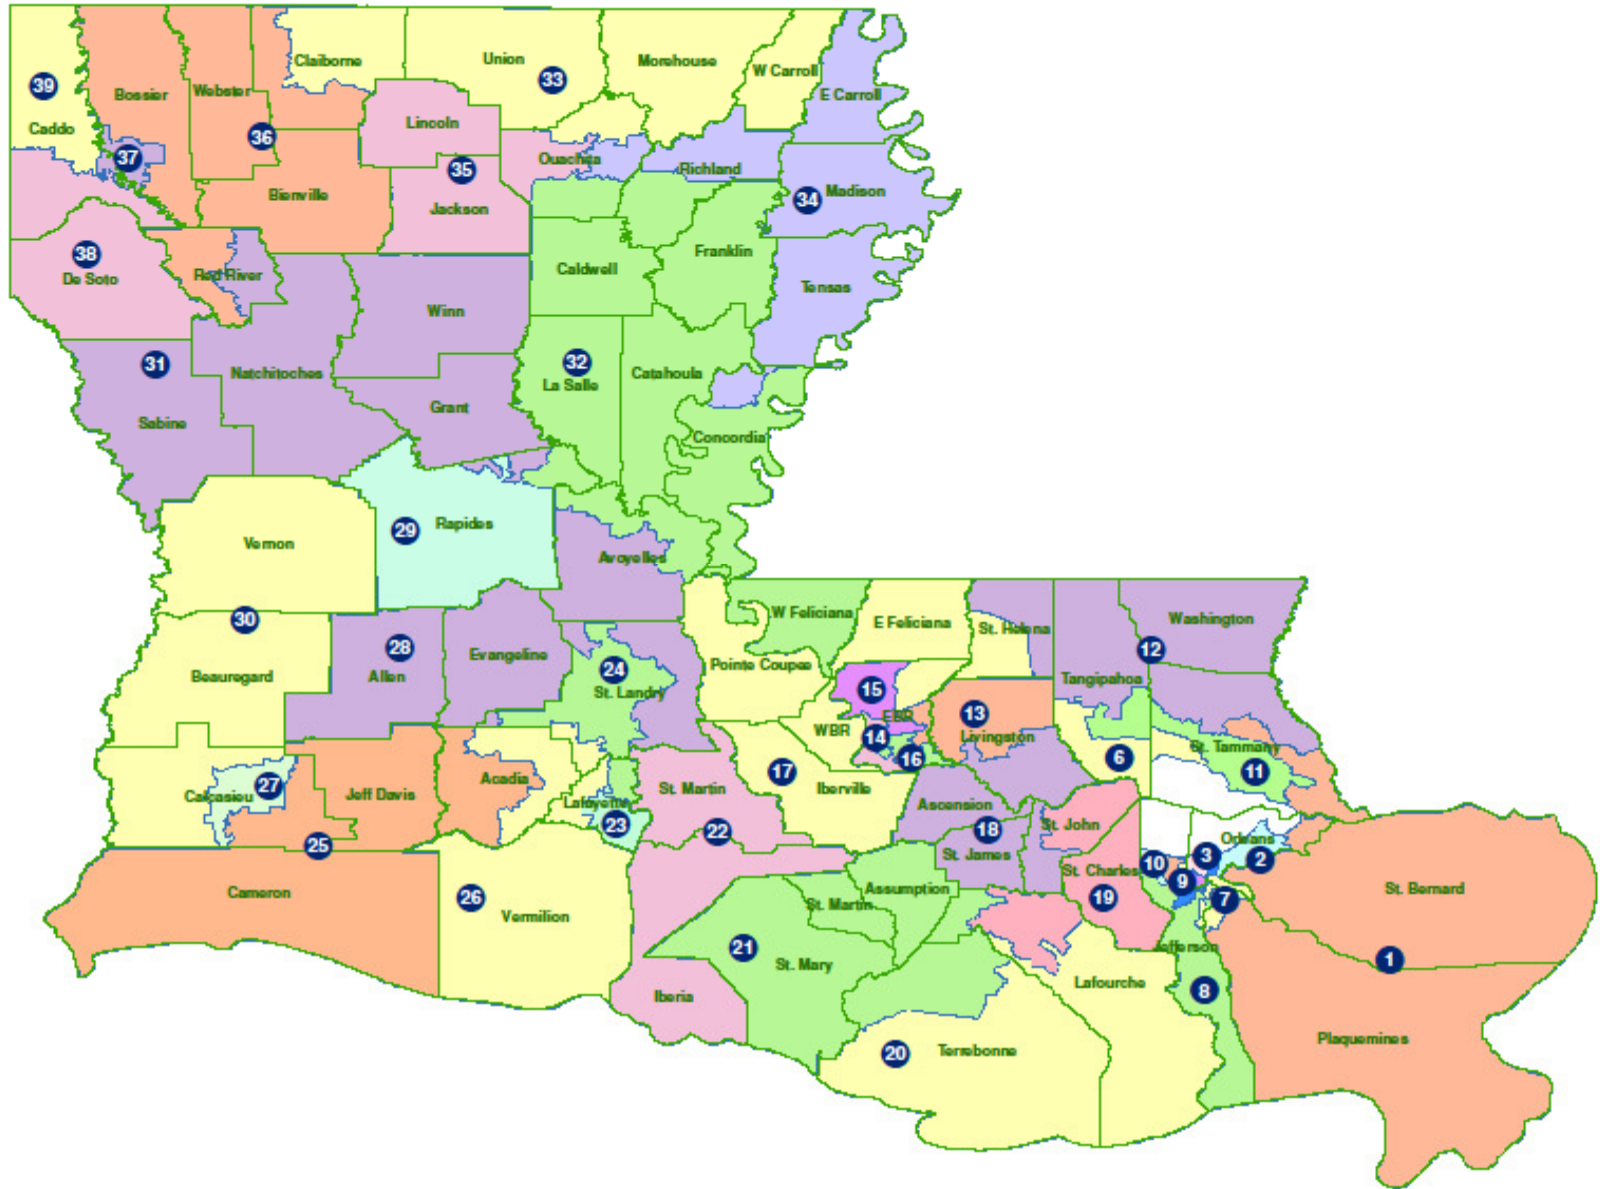 Claiborne
Union
Morehouse
W Carroll
33
39
Bossier
Webster
E Carroll
Caddo
Lincoln
36
37
Ouachita
Richland
35
34
Madison
Bienville
Jackson
38
De Soto
Red River
Caldwell
Franklin
Tensas
Winn
31
Natchitoches
32
La Salle
Catahoula
Sabine
Grant
Concordia
29
Rapides
Vernon
Avoyelles
30
W Feliciana
E Feliciana
St. Helena
Washington
28
Evangeline
24
12
Beauregard
Allen
St. Landry
Pointe Coupee
Tangipahoa
15
EBR
13
WBR
14
Livingston
16
6
St. Tammany
11
27
Calcasieu
Jeff Davis
Acadia
St. Martin
17
Iberville
Lafayette
23
22
Ascension
18
St. John
25
St. James
Orleans
10
3
2
9
7
St. Charles
19
Cameron
26
Vermilion
Assumption
St. Martin
St. Bernard
21
St. Mary
Jefferson
1
Iberia
Lafourche
8
20
Terrebonne
Plaquemines